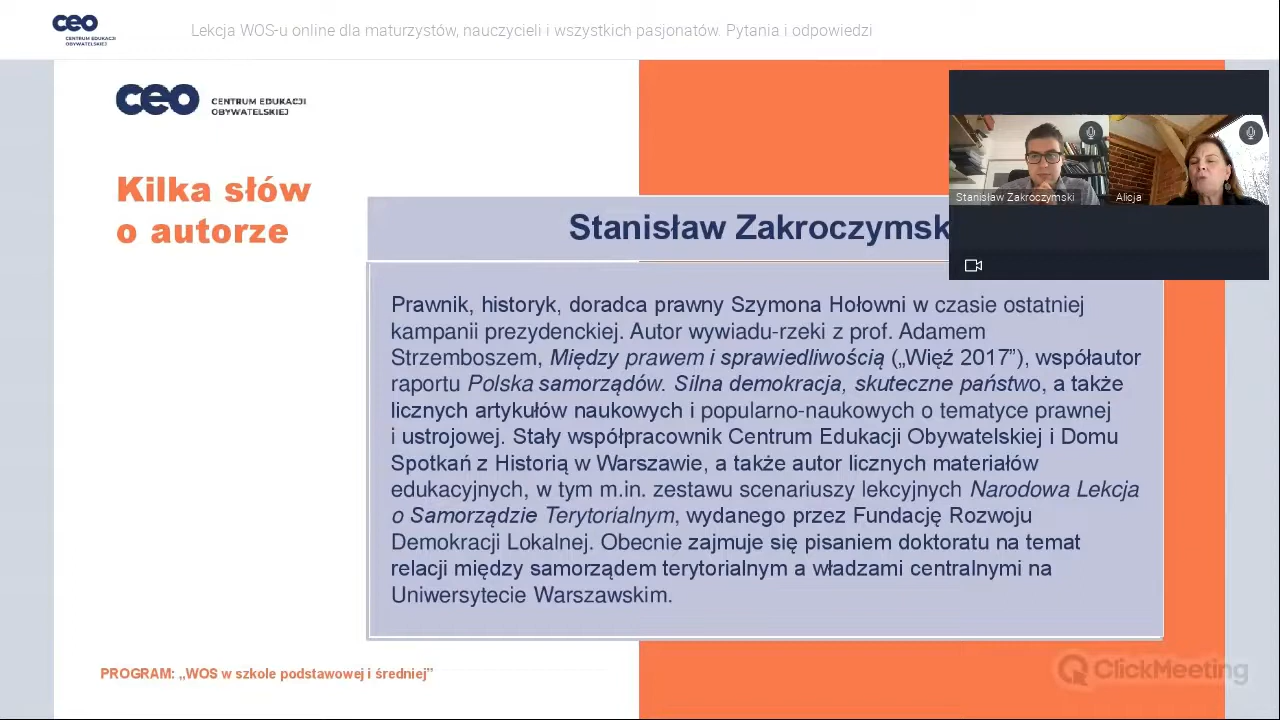 ceo
CENTRUM EDUKACJI
OBYWATELSKIEJ
Lekcja WOS-u online dla maturzystów, nauczycieli i wszystkich pasjonatów. Pytania i odpowiedzi
ceo
CENTRUM EDUKACJI
OBYWATELSKIEJ
Kilka słów
o autorze
Stanisław Zakroczymsk
Stanisław Zakroczymski
Alicja
Prawnik, historyk, doradca prawny Szymona Hołowni w czasie ostatniej
kampanii prezydenckiej. Autor wywiadu-rzeki z prof. Adamem
Strzemboszem, Między prawem i sprawiedliwością („Więź 2017”), współautor
raportu Polska samorządów. Silna demokracja, skuteczne państwo, a także
licznych artykułów naukowych i popularno-naukowych o tematyce prawnej
i ustrojowej. Stały współpracownik Centrum Edukacji Obywatelskiej i Domu
Spotkań z Historią w Warszawie, a także autor licznych materiałów
edukacyjnych, w tym m.in. zestawu scenariuszy lekcyjnych Narodowa Lekcja
o Samorządzie Terytorialnym, wydanego przez Fundację Rozwoju
Demokracji Lokalnej. Obecnie zajmuje się pisaniem doktoratu na temat
relacji między samorządem terytorialnym a władzami centralnymi na
Uniwersytecie Warszawskim.
PROGRAM: „WOS w szkole podstawowej i średniej”
ClickMeeting